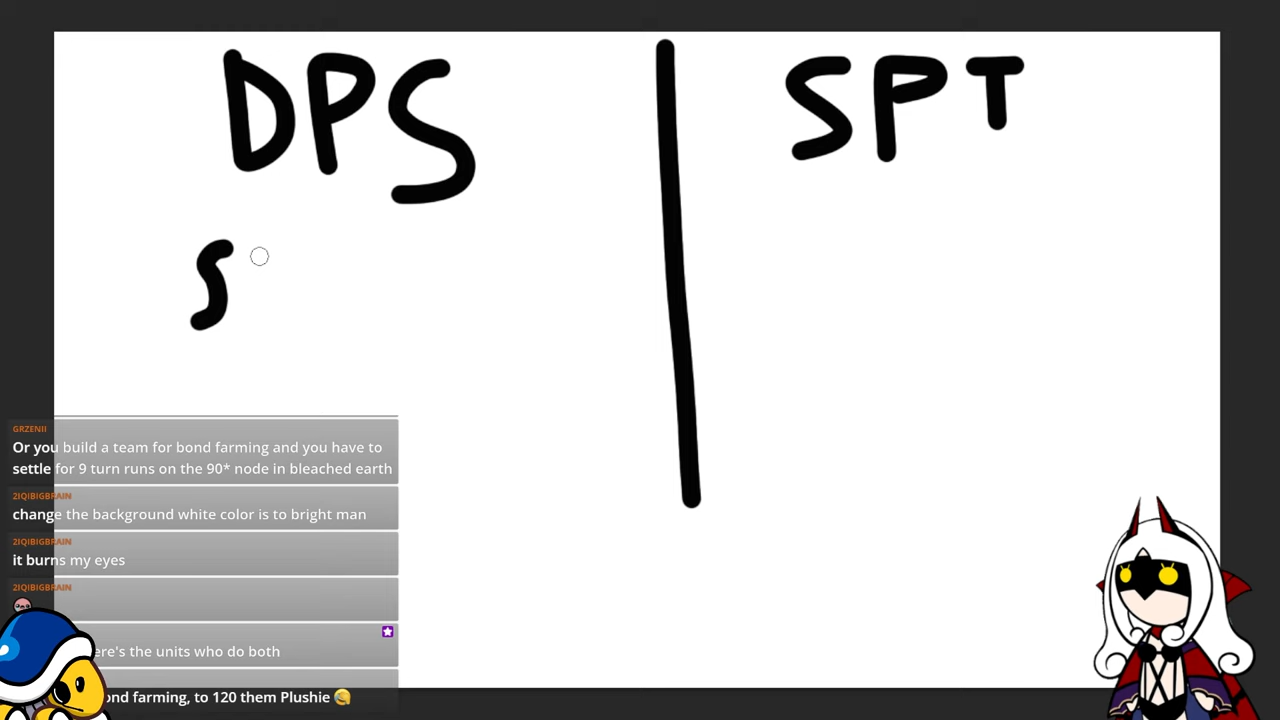 DPS
SPT
S
GRZENII
Or you build a team for bond farming and you have to
settle for 9 turn runs on the 90* node in bleached earth
2IQIBIGBRAIN
change the background white color is to bright man
2IQIBIGBRAIN
it burns my eyes
2IQIBIGBRAIN
ere's the units who do both
ond farming, to 120 them Plushie 🤣